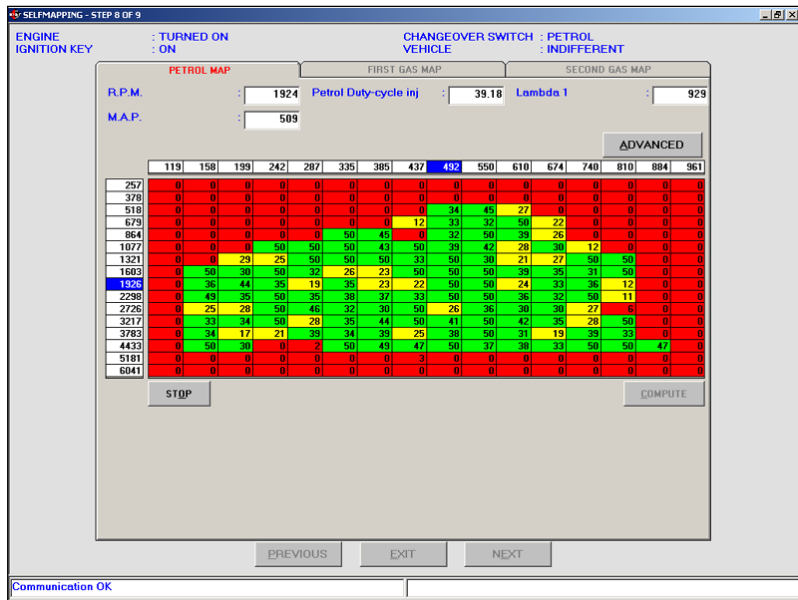 SELFMAPPING - STEP 8 OF 9
ENGINE : TURNED ON CHANGEOVER SWITCH : PETROL
IGNITION KEY : ON VEHICLE : INDIFFERENT
PETROL MAP FIRST GAS MAP SECOND GAS MAP
R.P.M. : 1924 Petrol Duty-cycle inj : 39.18 Lambda 1 : 929
M.A.P. : 509
ADVANCED
119 158 199 242 287 335 385 437 492 550 610 674 740 810 884 961
257 0 0 0 0 0 0 0 0 0 0 0 0 0 0 0 0
378 0 0 0 0 0 0 0 0 0 0 0 0 0 0 0 0
518 0 0 0 0 0 0 0 0 34 45 27 0 0 0 0 0
679 0 0 0 0 0 0 0 12 33 32 50 22 0 0 0 0
864 0 0 0 0 0 50 45 0 32 50 39 26 0 0 0 0
1077 0 0 0 50 50 50 43 50 39 42 28 30 12 0 0 0
1321 0 0 29 25 50 50 50 33 50 30 21 27 50 50 0 0
1603 0 50 30 50 32 26 23 50 50 50 39 35 31 50 0 0
1926 0 36 44 35 19 35 23 22 50 50 24 33 36 12 0 0
2298 0 49 35 50 35 38 37 33 50 50 36 32 50 11 0 0
2726 0 25 28 50 46 32 30 50 26 36 30 30 27 6 0 0
3217 0 33 34 50 28 35 44 50 41 50 42 35 28 50 0 0
3783 0 34 17 21 39 34 39 25 38 50 31 19 39 33 0 0
4433 0 50 30 0 2 50 49 47 50 37 38 33 50 50 47 0
5181 0 0 0 0 0 0 0 3 0 0 0 0 0 0 0 0
6041 0 0 0 0 0 0 0 0 0 0 0 0 0 0 0 0
STOP COMPUTE
PREVIOUS EXIT NEXT
Communication OK